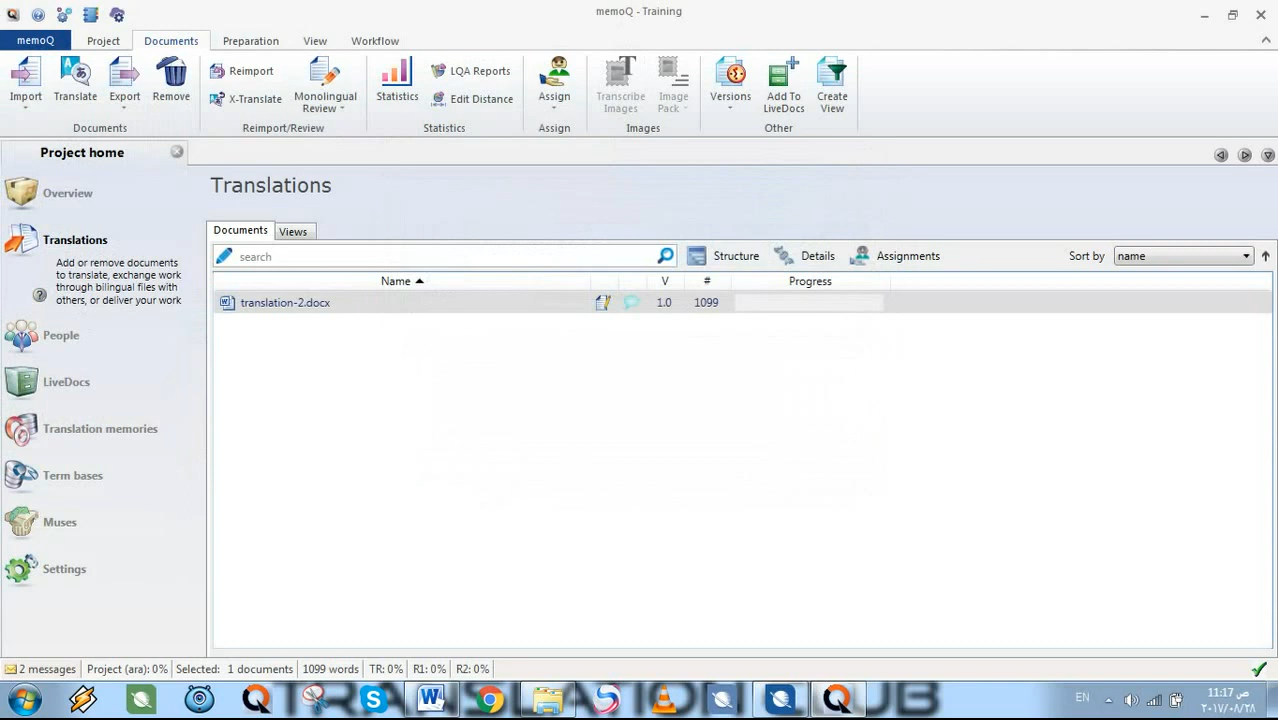 memoQ - Training
memoQ
Project
Documents
Preparation
View
Workflow
Import
Translate
Export
Remove
Documents
Reimport
X-Translate
Monolingual
Review
Reimport/Review
Statistics
LQA Reports
Edit Distance
Statistics
Assign
Assign
Transcribe
Images
Image
Pack
Images
Versions
Add To
LiveDocs
Create
View
Other
Project home
Overview
Translations
Add or remove documents
to translate, exchange work
through bilingual files with
others, or deliver your work
People
LiveDocs
Translation memories
Term bases
Muses
Settings
Translations
Documents
Views
search
Structure
Details
Assignments
Sort by
name
Name
V
#
Progress
translation-2.docx
1.0
1099
2 messages
Project (ara): 0%
Selected: 1 documents
1099 words
TR: 0%
R1: 0%
R2: 0%
EN
11:17 ص
٢٠١٧/٠٨/٢٨